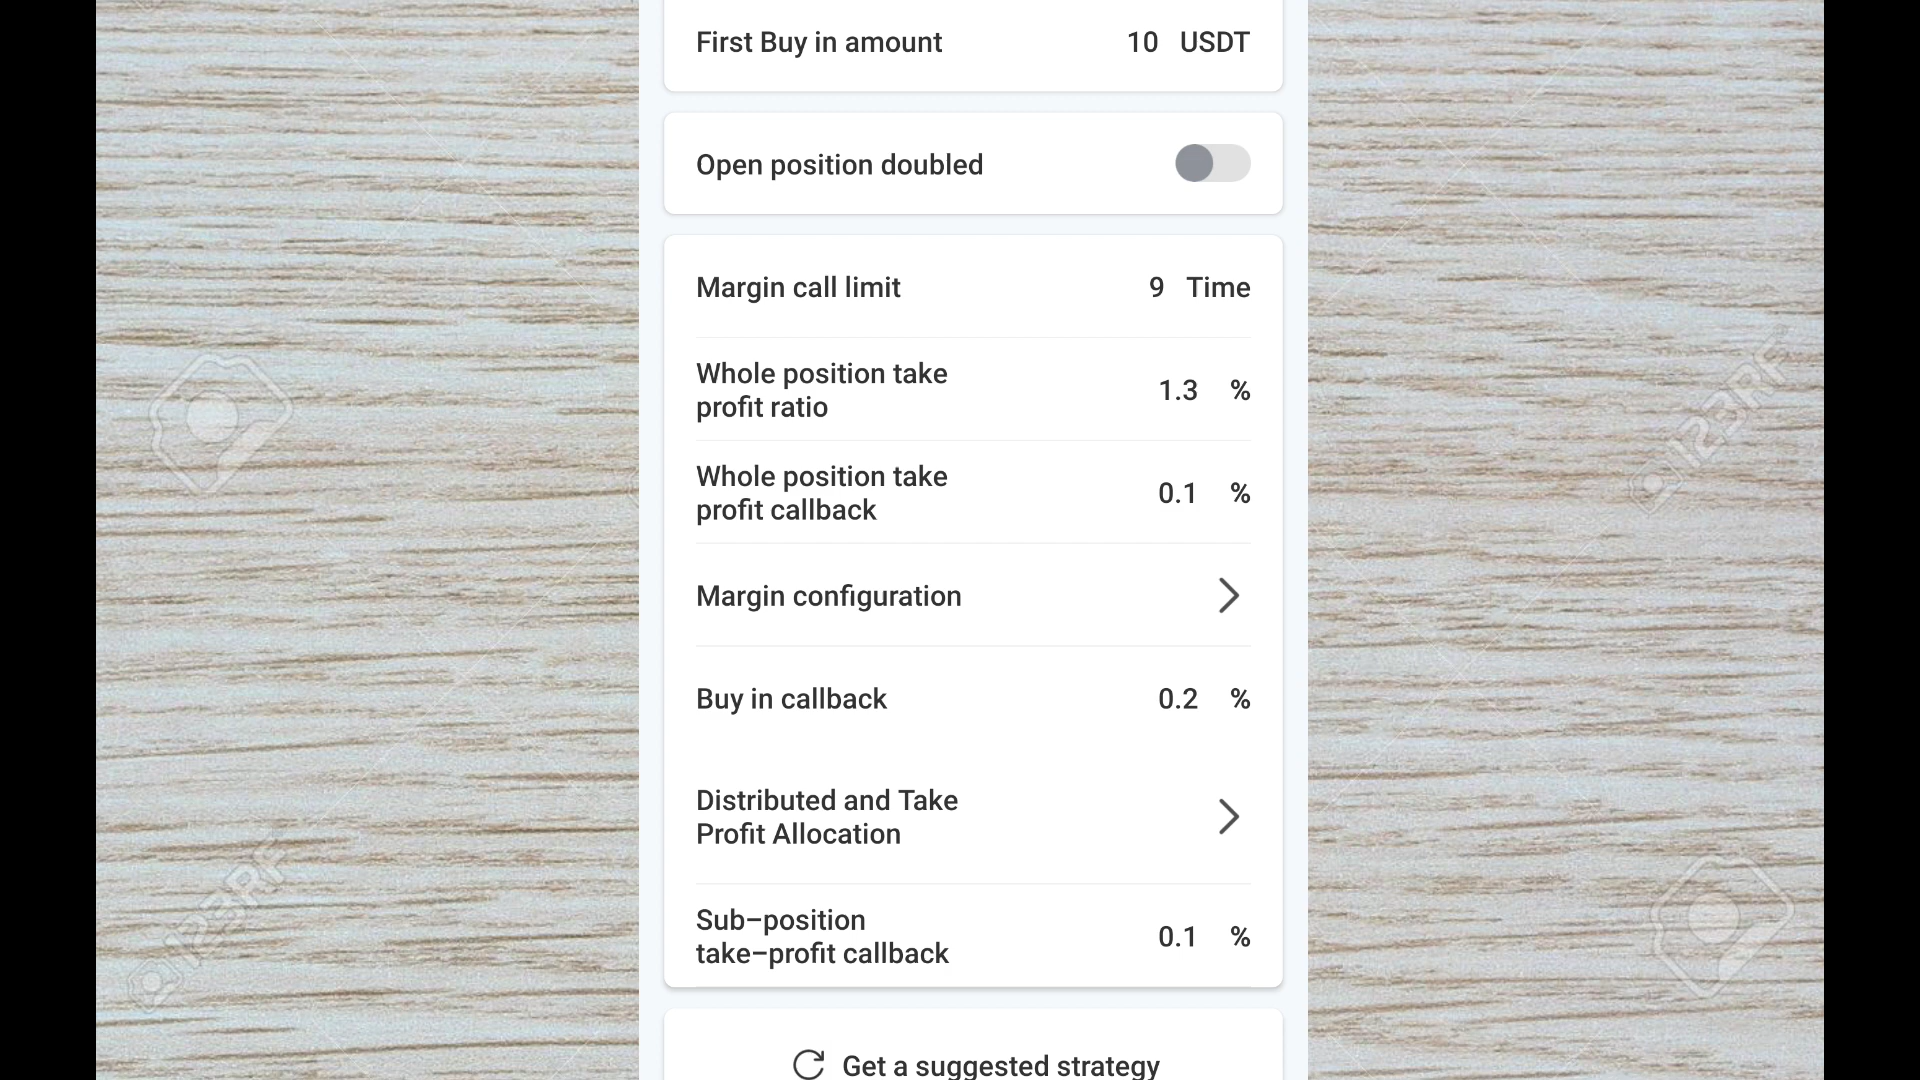 First Buy in amount 10 USDT
Open position doubled
Margin call limit 9 Time
Whole position take
profit ratio 1.3 %
Whole position take
profit callback 0.1 %
Margin configuration
Buy in callback 0.2 %
Distributed and Take
Profit Allocation
Sub-position
take-profit callback 0.1 %
Get a suggested strategy
123RF
123RF